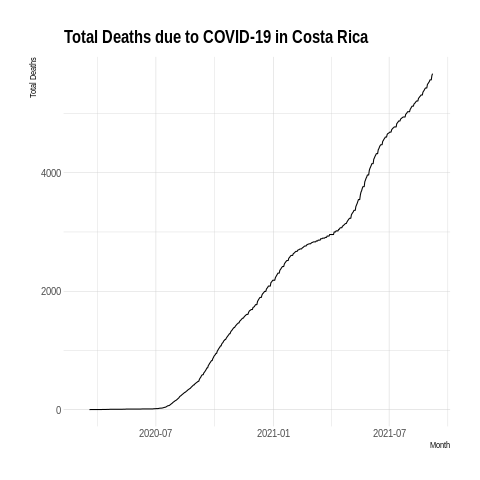 Total Deaths due to COVID-19 in Costa Rica
Total Deaths
4000
2000
0
2020-07
2021-01
2021-07
Month